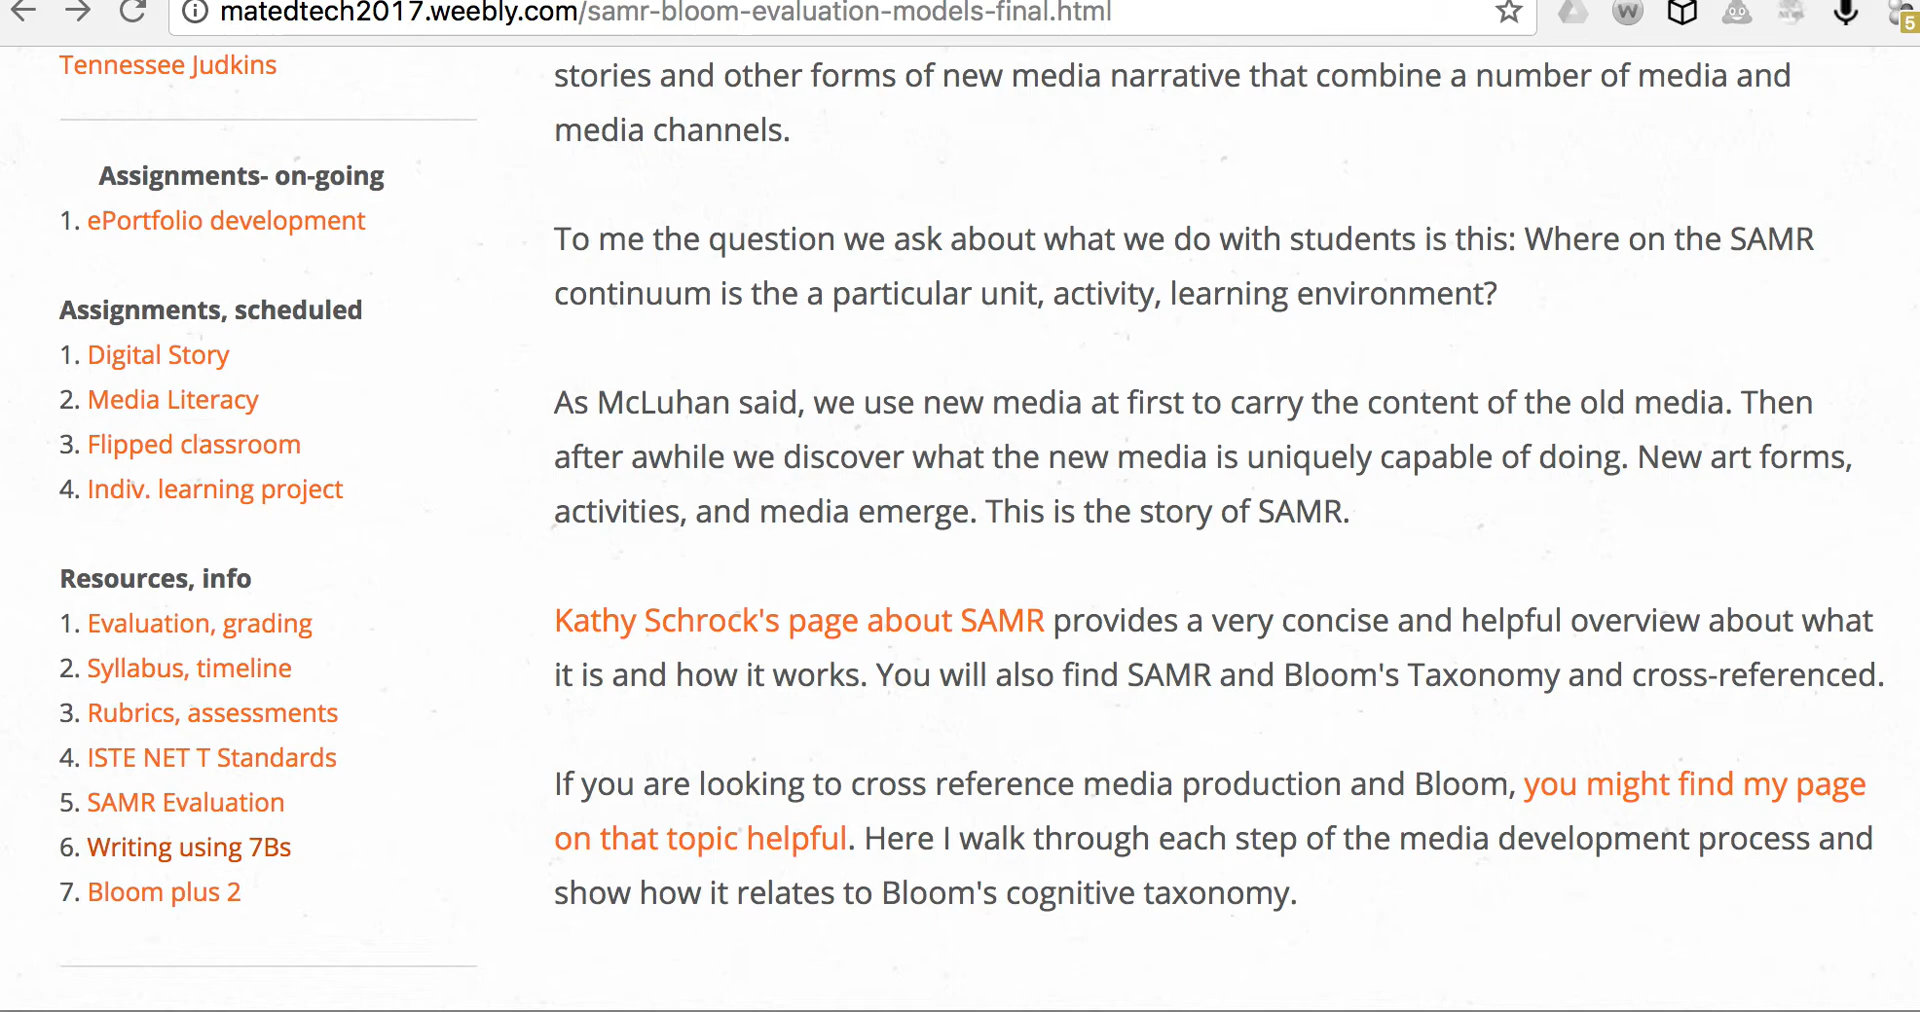 matedtech2017.weebly.com/samr-bloom-evaluation-models-final.html
W
5
Tennessee Judkins
Assignments- on-going
1. ePortfolio development
Assignments, scheduled
1. Digital Story
2. Media Literacy
3. Flipped classroom
4. Indiv. learning project
Resources, info
1. Evaluation, grading
2. Syllabus, timeline
3. Rubrics, assessments
4. ISTE NET T Standards
5. SAMR Evaluation
6. Writing using 7Bs
7. Bloom plus 2
stories and other forms of new media narrative that combine a number of media and
media channels.
To me the question we ask about what we do with students is this: Where on the SAMR
continuum is the a particular unit, activity, learning environment?
As McLuhan said, we use new media at first to carry the content of the old media. Then
after awhile we discover what the new media is uniquely capable of doing. New art forms,
activities, and media emerge. This is the story of SAMR.
Kathy Schrock's page about SAMR provides a very concise and helpful overview about what
it is and how it works. You will also find SAMR and Bloom's Taxonomy and cross-referenced.
If you are looking to cross reference media production and Bloom, you might find my page
on that topic helpful. Here I walk through each step of the media development process and
show how it relates to Bloom's cognitive taxonomy.